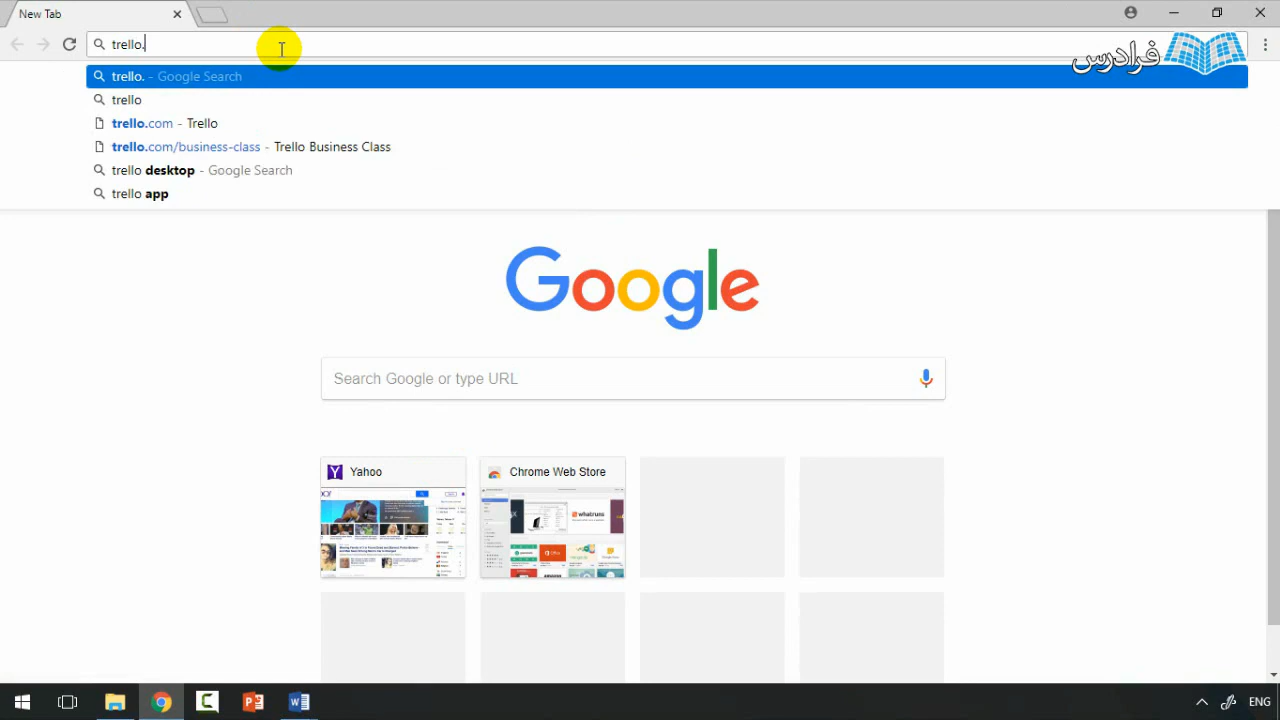 New Tab
trello.
فرادرس
trello. - Google Search
trello
trello.com - Trello
trello.com/business-class - Trello Business Class
trello desktop - Google Search
trello app
Google
Search Google or type URL
Yahoo
Chrome Web Store
whatruns
ENG